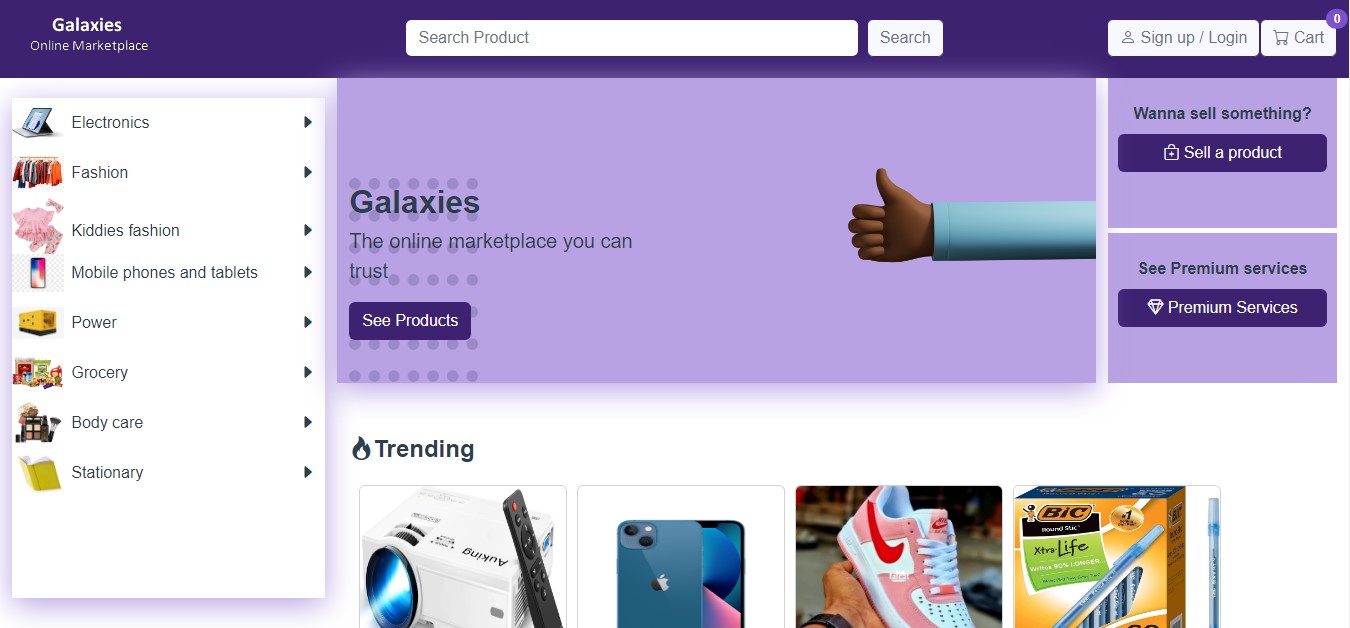 Galaxies
Online Marketplace
Search Product
Search
Sign up / Login
Cart
0
Electronics
Fashion
Kiddies fashion
Mobile phones and tablets
Power
Grocery
Body care
Stationary
Galaxies
The online marketplace you can
trust
See Products
Wanna sell something?
Sell a product
See Premium services
Premium Services
Trending
Auking
BIC
ROUND STIC
Xtra-Life
WRITES 90% LONGER.
#1